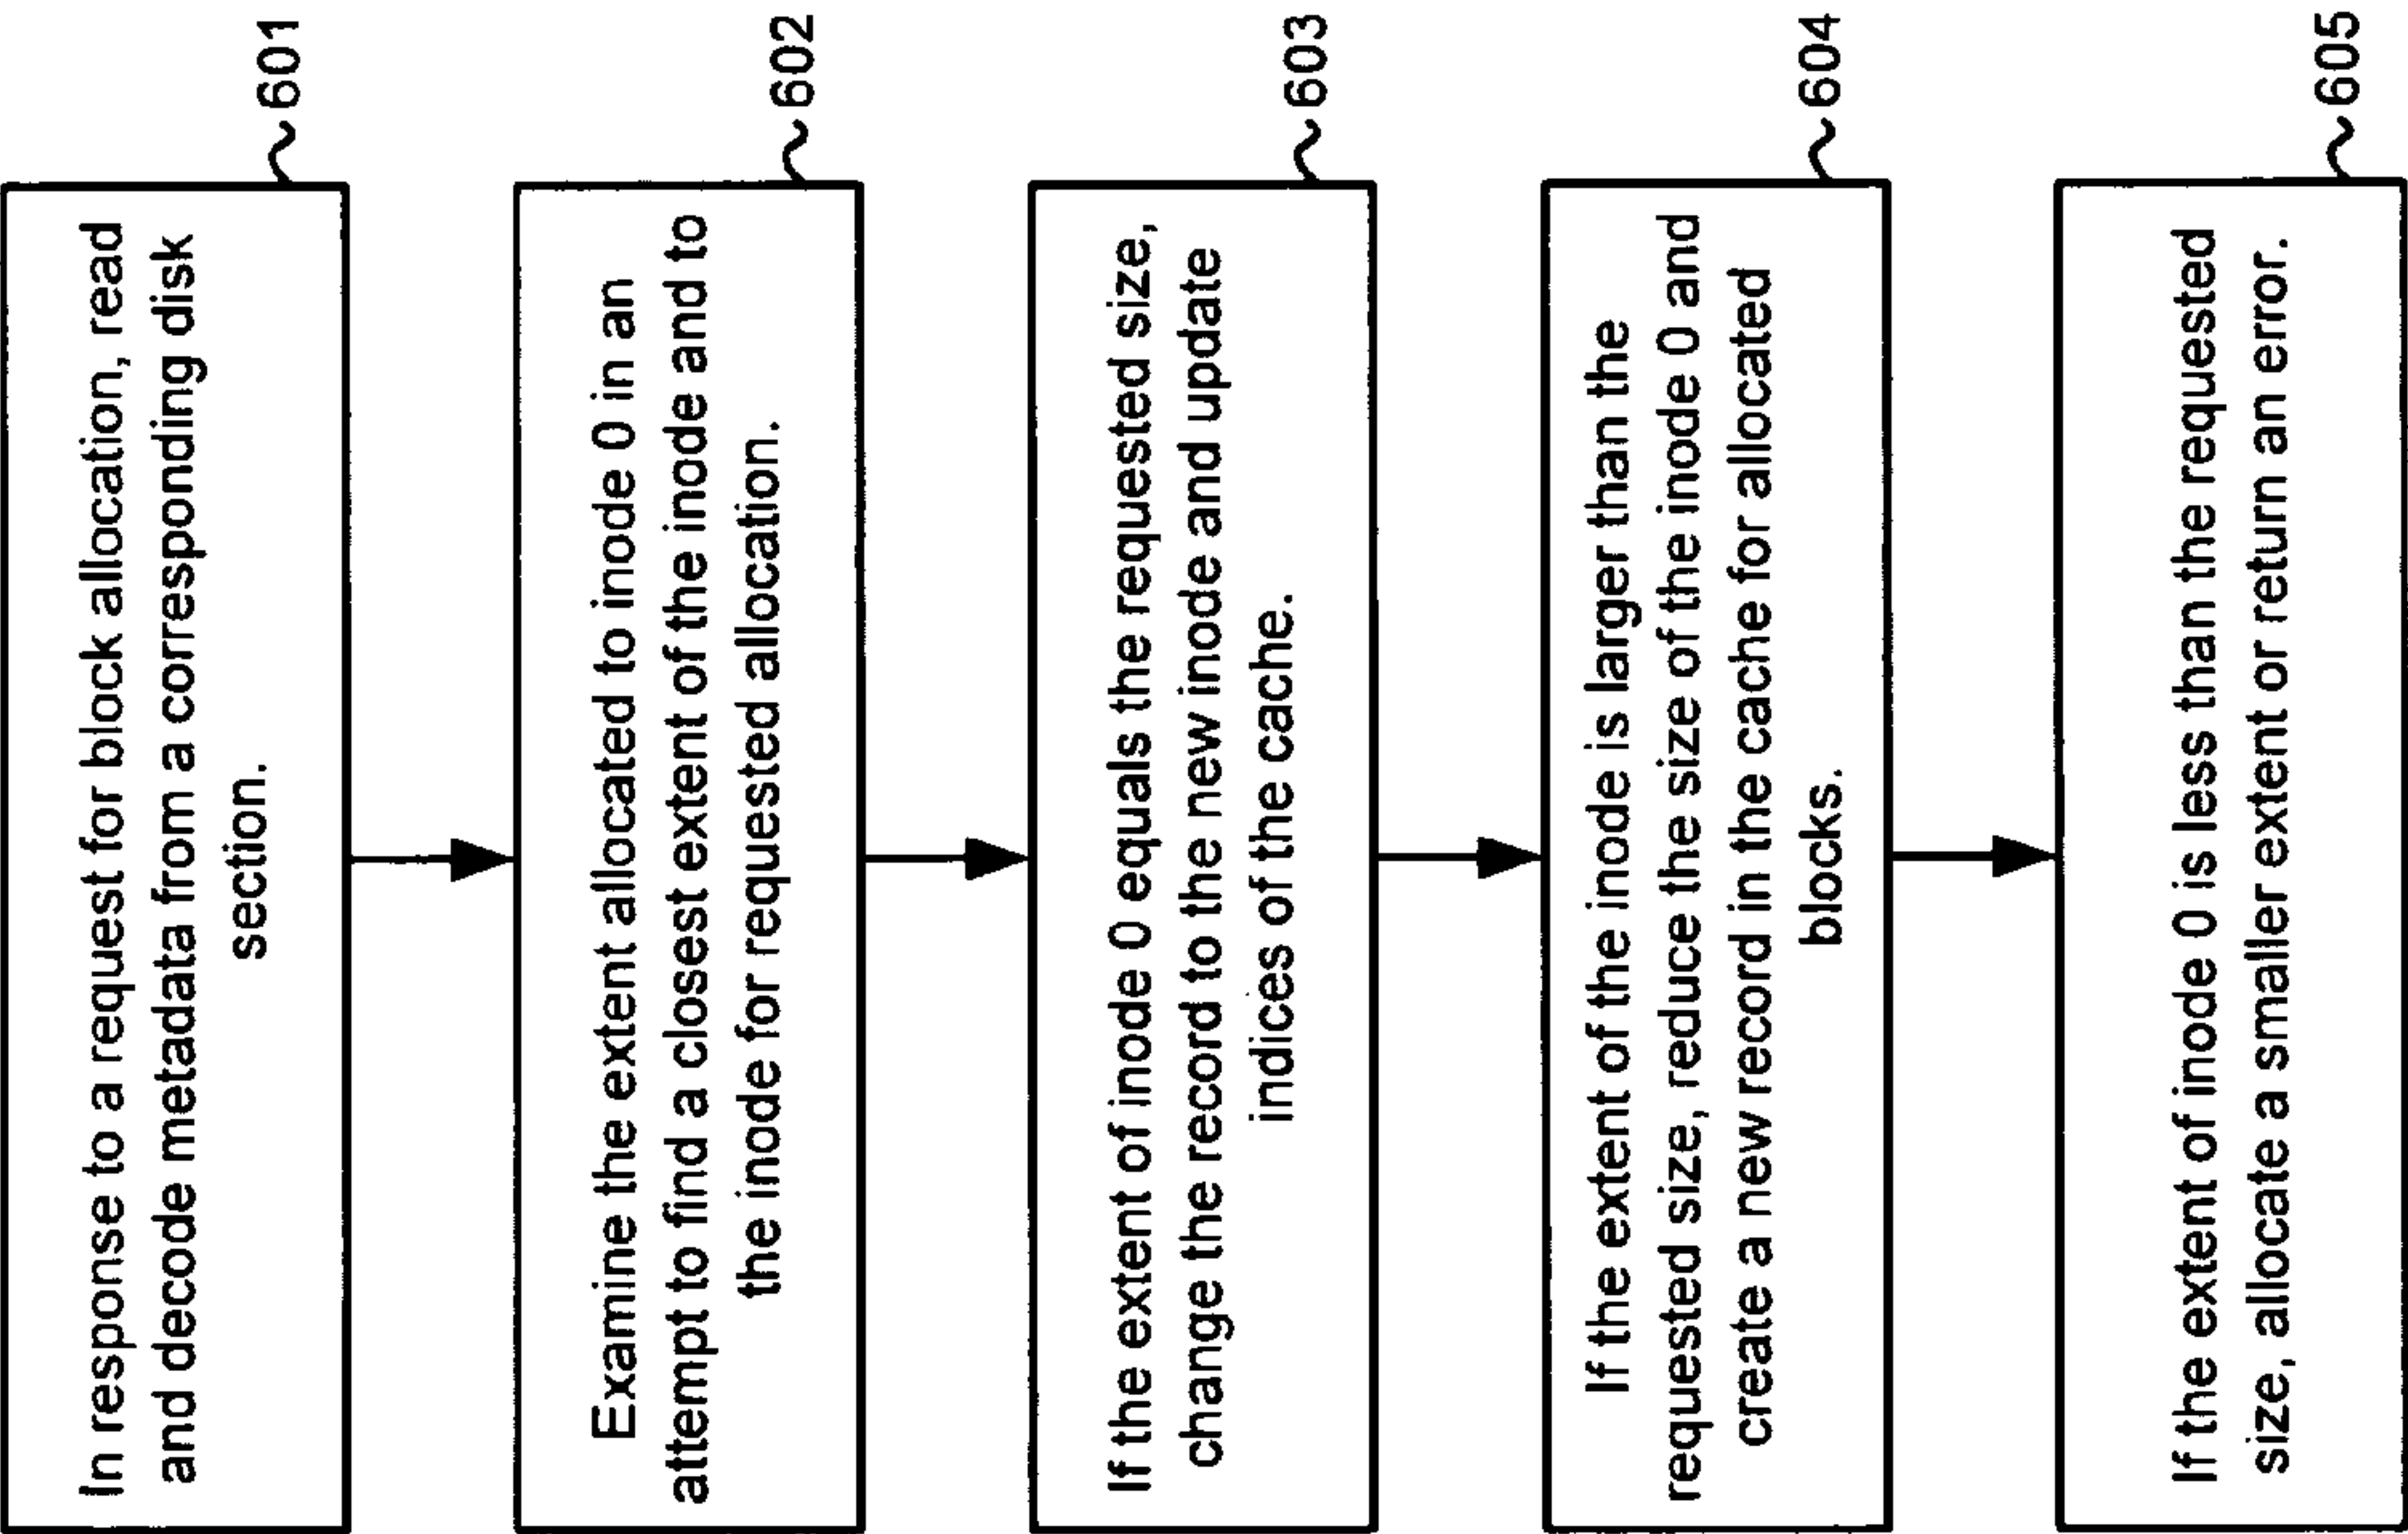 In response to a request for block allocation, read
and decode metadata from a corresponding disk
section.
601
Examine the extent allocated to inode 0 in an
attempt to find a closest extent of the inode and to
the inode for requested allocation.
602
If the extent of inode 0 equals the requested size,
change the record to the new inode and update
indices of the cache.
603
If the extent of the inode is larger than the
requested size, reduce the size of the inode 0 and
create a new record in the cache for allocated
blocks.
604
If the extent of inode 0 is less than the requested
size, allocate a smaller extent or return an error.
605